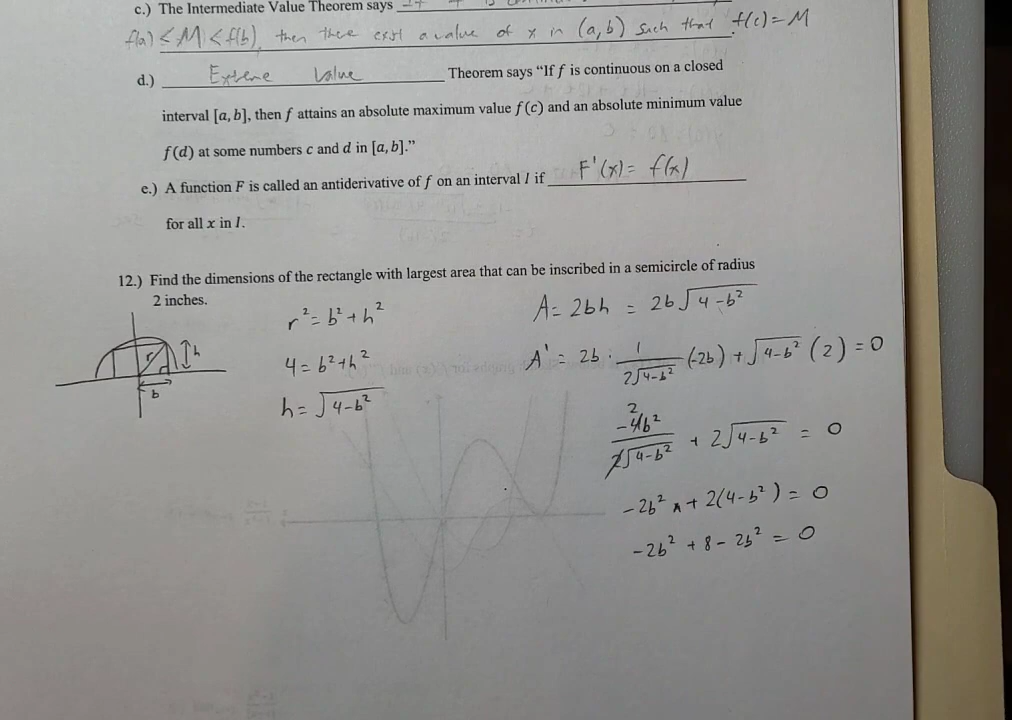 c.) The Intermediate Value Theorem says
f(a) ≤ M ≤ f(b), then there exist a value of x in (a,b) such that f(c) = M
d.) Extreme Value Theorem says “If f is continuous on a closed
interval [a, b], then f attains an absolute maximum value f(c) and an absolute minimum value
f(d) at some numbers c and d in [a, b].”
e.) A function F is called an antiderivative of f on an interval I if F'(x) = f(x)
for all x in I.
12.) Find the dimensions of the rectangle with largest area that can be inscribed in a semicircle of radius
2 inches.
r h
b
r² = b² + h²
4 = b² + h²
h = √(4-b²)
A = 2bh = 2b√(4-b²)
A' = 2b · 1/(2√(4-b²)) (-2b) + √(4-b²) (2) = 0
2
-4b²/(2√(4-b²)) + 2√(4-b²) = 0
-2b² + 2(4-b²) = 0
-2b² + 8 - 2b² = 0